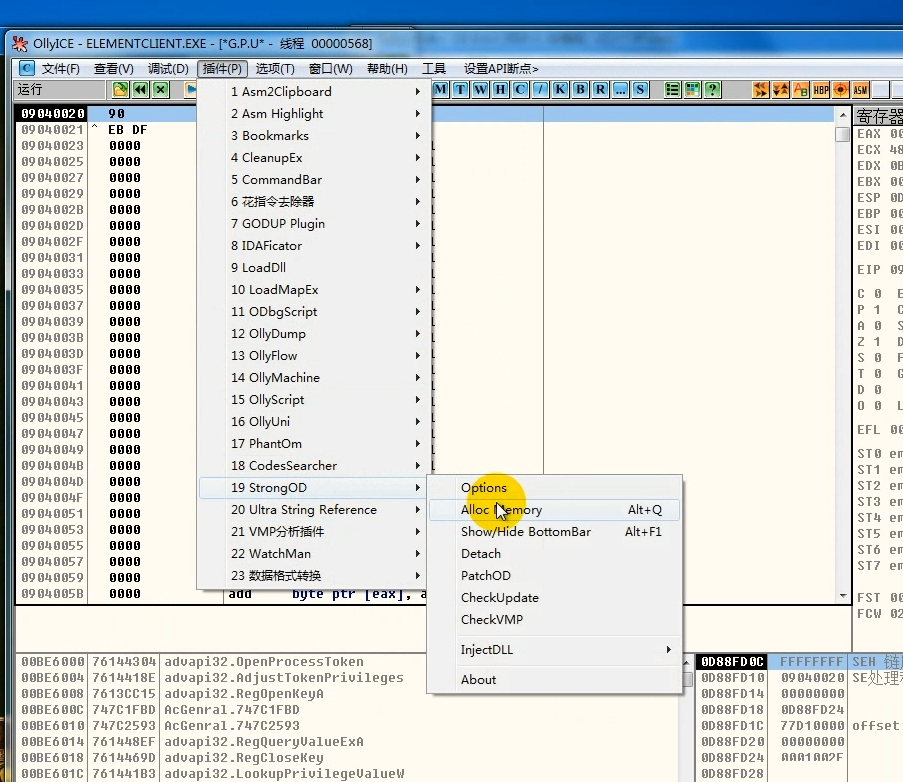 OllyICE - ELEMENTCLIENT.EXE - [*G.P.U* - 线程 00000568]
C 文件(F) 查看(V) 调试(D) 插件(P) 选项(T) 窗口(W) 帮助(H) 工具 设置API断点>
运行 M T W H C / K B R ... S ? HBP ASM
09040020 90
09040021 ^ EB DF
09040023 0000
09040025 0000
09040027 0000
09040029 0000
0904002B 0000
0904002D 0000
0904002F 0000
09040031 0000
09040033 0000
09040035 0000
09040037 0000
09040039 0000
0904003B 0000
0904003D 0000
0904003F 0000
09040041 0000
09040043 0000
09040045 0000
09040047 0000
09040049 0000
0904004B 0000
0904004D 0000
0904004F 0000
09040051 0000
09040053 0000
09040055 0000
09040057 0000
09040059 0000
0904005B 0000 add byte ptr [eax], a
1 Asm2Clipboard
2 Asm Highlight
3 Bookmarks
4 CleanupEx
5 CommandBar
6 花指令去除器
7 GODUP Plugin
8 IDAFicator
9 LoadDll
10 LoadMapEx
11 ODbgScript
12 OllyDump
13 OllyFlow
14 OllyMachine
15 OllyScript
16 OllyUni
17 PhantOm
18 CodesSearcher
19 StrongOD
20 Ultra String Reference
21 VMP分析插件
22 WatchMan
23 数据格式转换
Options
Alloc Memory Alt+Q
Show/Hide BottomBar Alt+F1
Detach
PatchOD
CheckUpdate
CheckVMP
InjectDLL
About
寄存器
EAX 00
ECX 48
EDX 0B
EBX 00
ESP 0D
EBP 00
ESI 00
EDI 00
EIP 09
C 0 E
P 1 C
A 0 S
Z 1 D
S 0 F
T 0 G
D 0
O 0 L
EFL 00
ST0 em
ST1 em
ST2 em
ST3 em
ST4 em
ST5 em
ST6 em
ST7 em
FST 00
FCW 02
00BE6000 76144304 advapi32.OpenProcessToken
00BE6004 7614418E advapi32.AdjustTokenPrivileges
00BE6008 7613CC15 advapi32.RegOpenKeyA
00BE600C 747C1FBD AcGenral.747C1FBD
00BE6010 747C2593 AcGenral.747C2593
00BE6014 761448EF advapi32.RegQueryValueExA
00BE6018 7614469D advapi32.RegCloseKey
00BE601C 761441B3 advapi32.LookupPrivilegeValueW
0D88FD0C FFFFFFFF SEH 链
0D88FD10 09040020 SE处理
0D88FD14 00000000
0D88FD18 0D88FD24
0D88FD1C 77D10000 offset
0D88FD20 00000000
0D88FD24 000A102F
0D88FD28